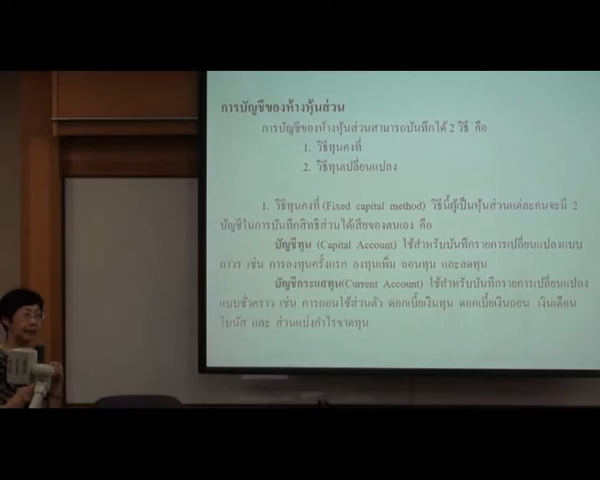 การบัญชีของห้างหุ้นส่วน
การบัญชีของห้างหุ้นส่วนสามารถบันทึกได้ 2 วิธี คือ
1. วิธีทุนคงที่
2. วิธีทุนเปลี่ยนแปลง
1. วิธีทุนคงที่ (Fixed capital method) วิธีนี้ผู้เป็นหุ้นส่วนแต่ละคนจะมี 2
บัญชีในการบันทึกสิทธิส่วนได้เสียของตนเอง คือ
บัญชีทุน (Capital Account) ใช้สำหรับบันทึกรายการเปลี่ยนแปลงแบบ
ถาวร เช่น การลงทุนครั้งแรก ลงทุนเพิ่ม ถอนทุน และลดทุน
บัญชีกระแสทุน(Current Account) ใช้สำหรับบันทึกรายการเปลี่ยนแปลง
แบบชั่วคราว เช่น การถอนใช้ส่วนตัว ดอกเบี้ยเงินทุน ดอกเบี้ยเงินถอน เงินเดือน
โบนัส และ ส่วนแบ่งกำไรขาดทุน